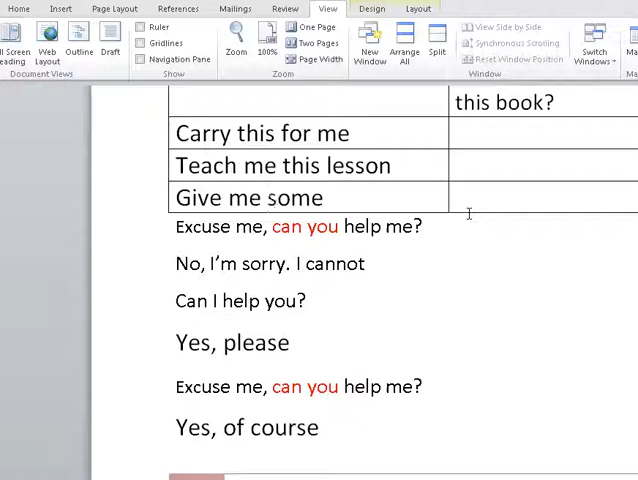 Home Insert Page Layout References Mailings Review View Design Layout
Ruler One Page View Side by Side
Gridlines Two Pages Synchronous Scrolling
Web Layout Outline Draft Navigation Pane Zoom 100% Page Width New Window Arrange All Split Reset Window Position Switch Windows
Document Views Show Zoom Window
this book?
Carry this for me
Teach me this lesson
Give me some
Excuse me, can you help me?
No, I'm sorry. I cannot
Can I help you?
Yes, please
Excuse me, can you help me?
Yes, of course